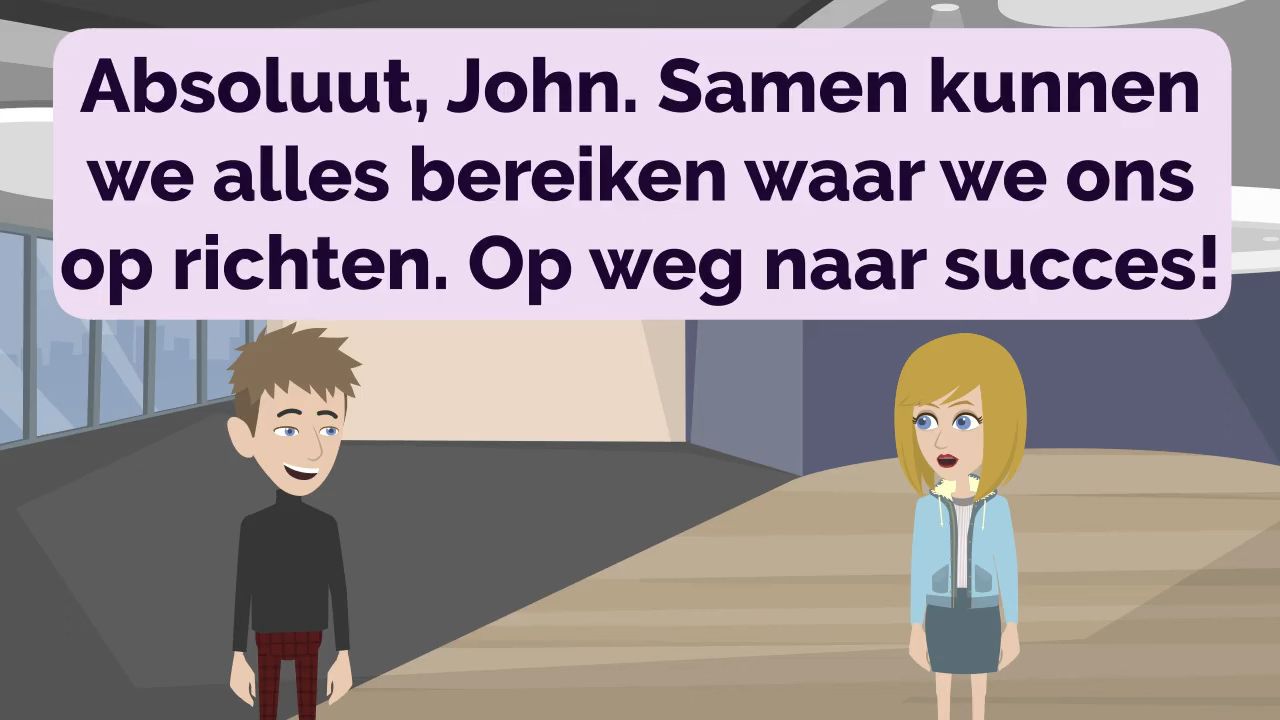 Absoluut, John. Samen kunnen
we alles bereiken waar we ons
op richten. Op weg naar succes!